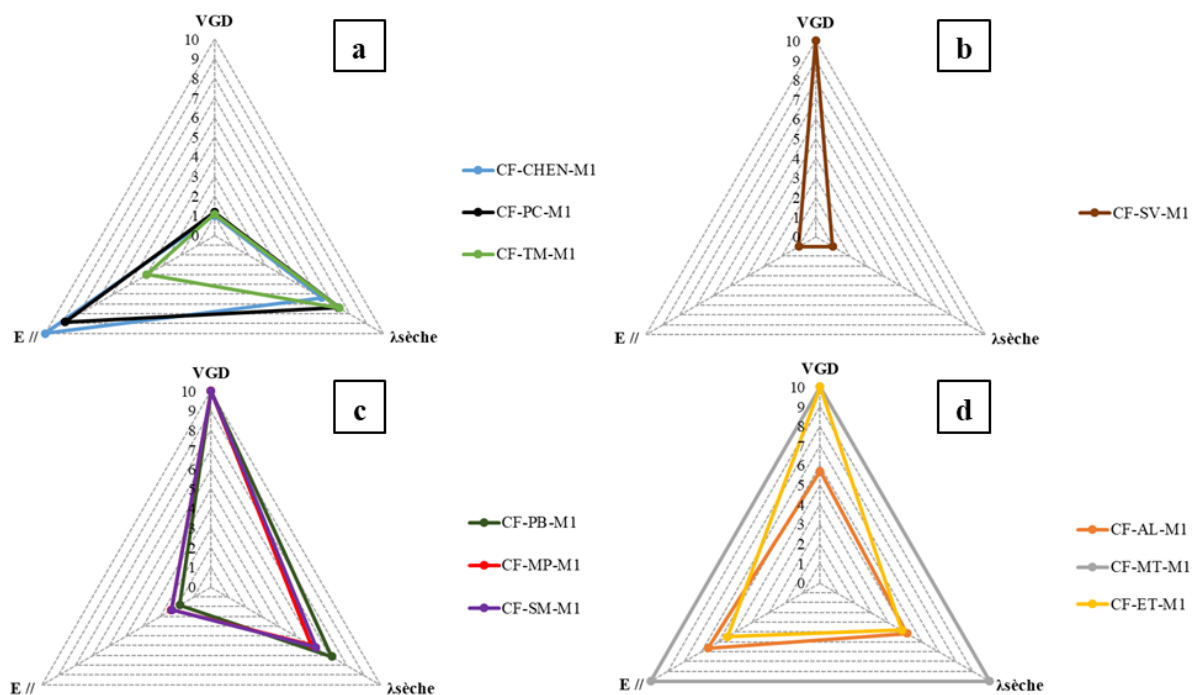 VGD
10
9
8
7
6
5
4
3
2
1
0
E //
λsèche
a
CF-CHEN-M1
CF-PC-M1
CF-TM-M1
VGD
10
9
8
7
6
5
4
3
2
1
0
E //
λsèche
b
CF-SV-M1
VGD
10
9
8
7
6
5
4
3
2
1
0
E //
λsèche
c
CF-PB-M1
CF-MP-M1
CF-SM-M1
VGD
10
9
8
7
6
5
4
3
2
1
0
E //
λsèche
d
CF-AL-M1
CF-MT-M1
CF-ET-M1